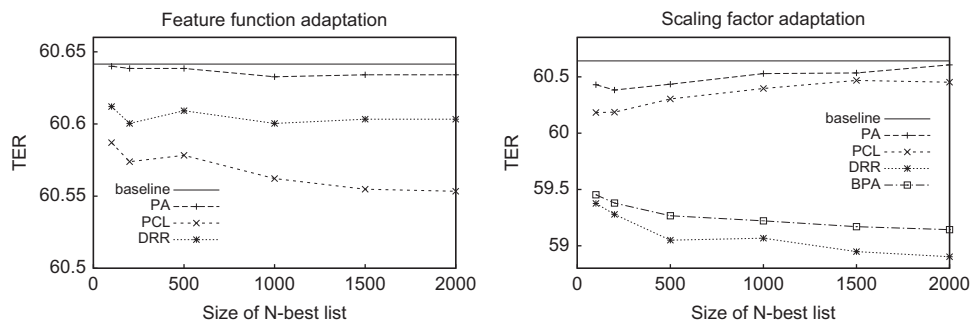 Feature function adaptation
TER
60.65
60.6
60.55
60.5
baseline
PA
PCL
DRR
0 500 1000 1500 2000
Size of N-best list
Scaling factor adaptation
TER
60.5
60
59.5
59
baseline
PA
PCL
DRR
BPA
0 500 1000 1500 2000
Size of N-best list